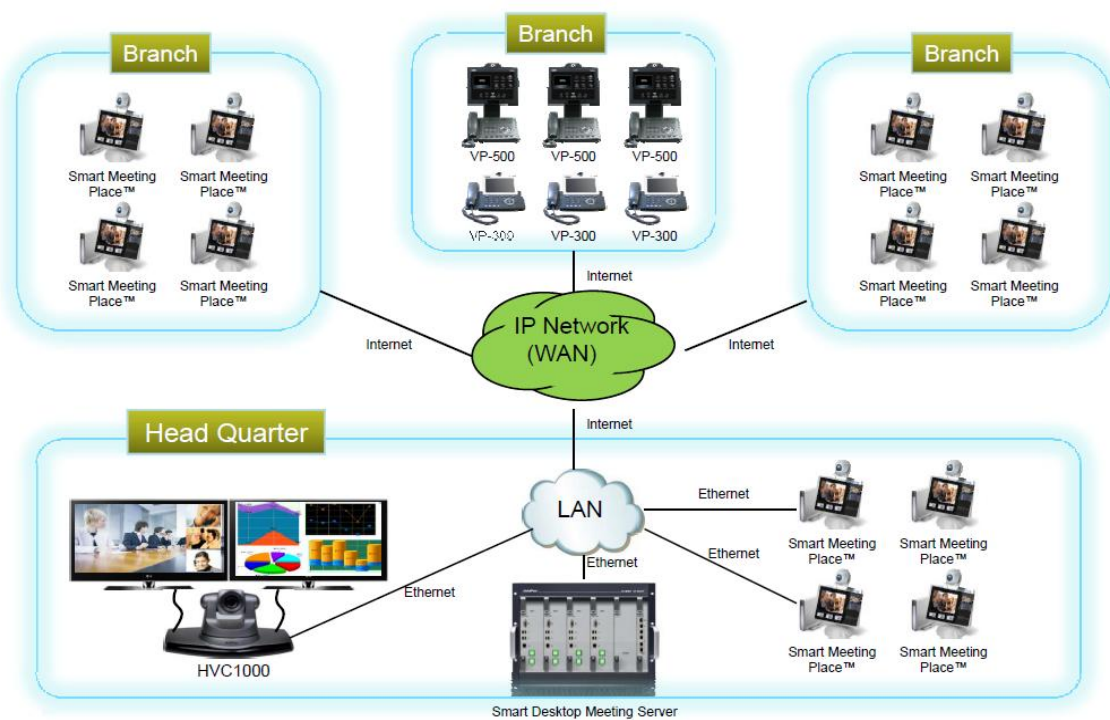 Branch
Branch
Branch
VP-500 VP-500 VP-500
Smart Meeting Place™ Smart Meeting Place™
Smart Meeting Place™ Smart Meeting Place™
VP-300 VP-300 VP-300
Smart Meeting Place™ Smart Meeting Place™
Smart Meeting Place™ Smart Meeting Place™
Internet
IP Network
(WAN)
Internet
Internet
Head Quarter
Internet
LAN
Ethernet
Ethernet
Ethernet
Ethernet
Smart Meeting Place™ Smart Meeting Place™
Smart Meeting Place™ Smart Meeting Place™
HVC1000
Smart Desktop Meeting Server